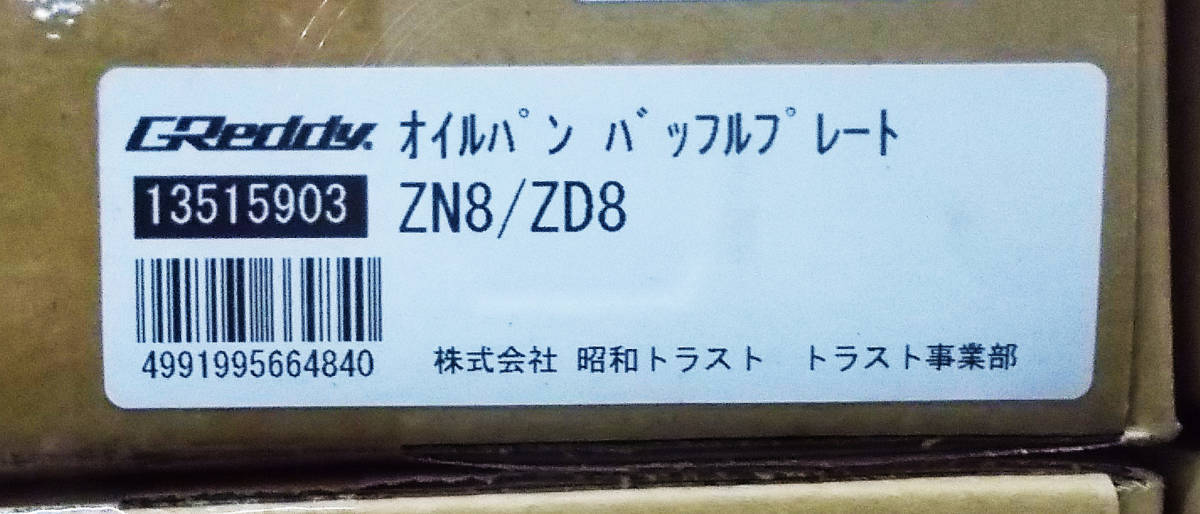 GReddy® ｵｲﾙﾊﾟﾝ ﾊﾞｯﾌﾙﾌﾟﾚｰﾄ
13515903 ZN8/ZD8
4991995664840 株式会社 昭和トラスト　トラスト事業部